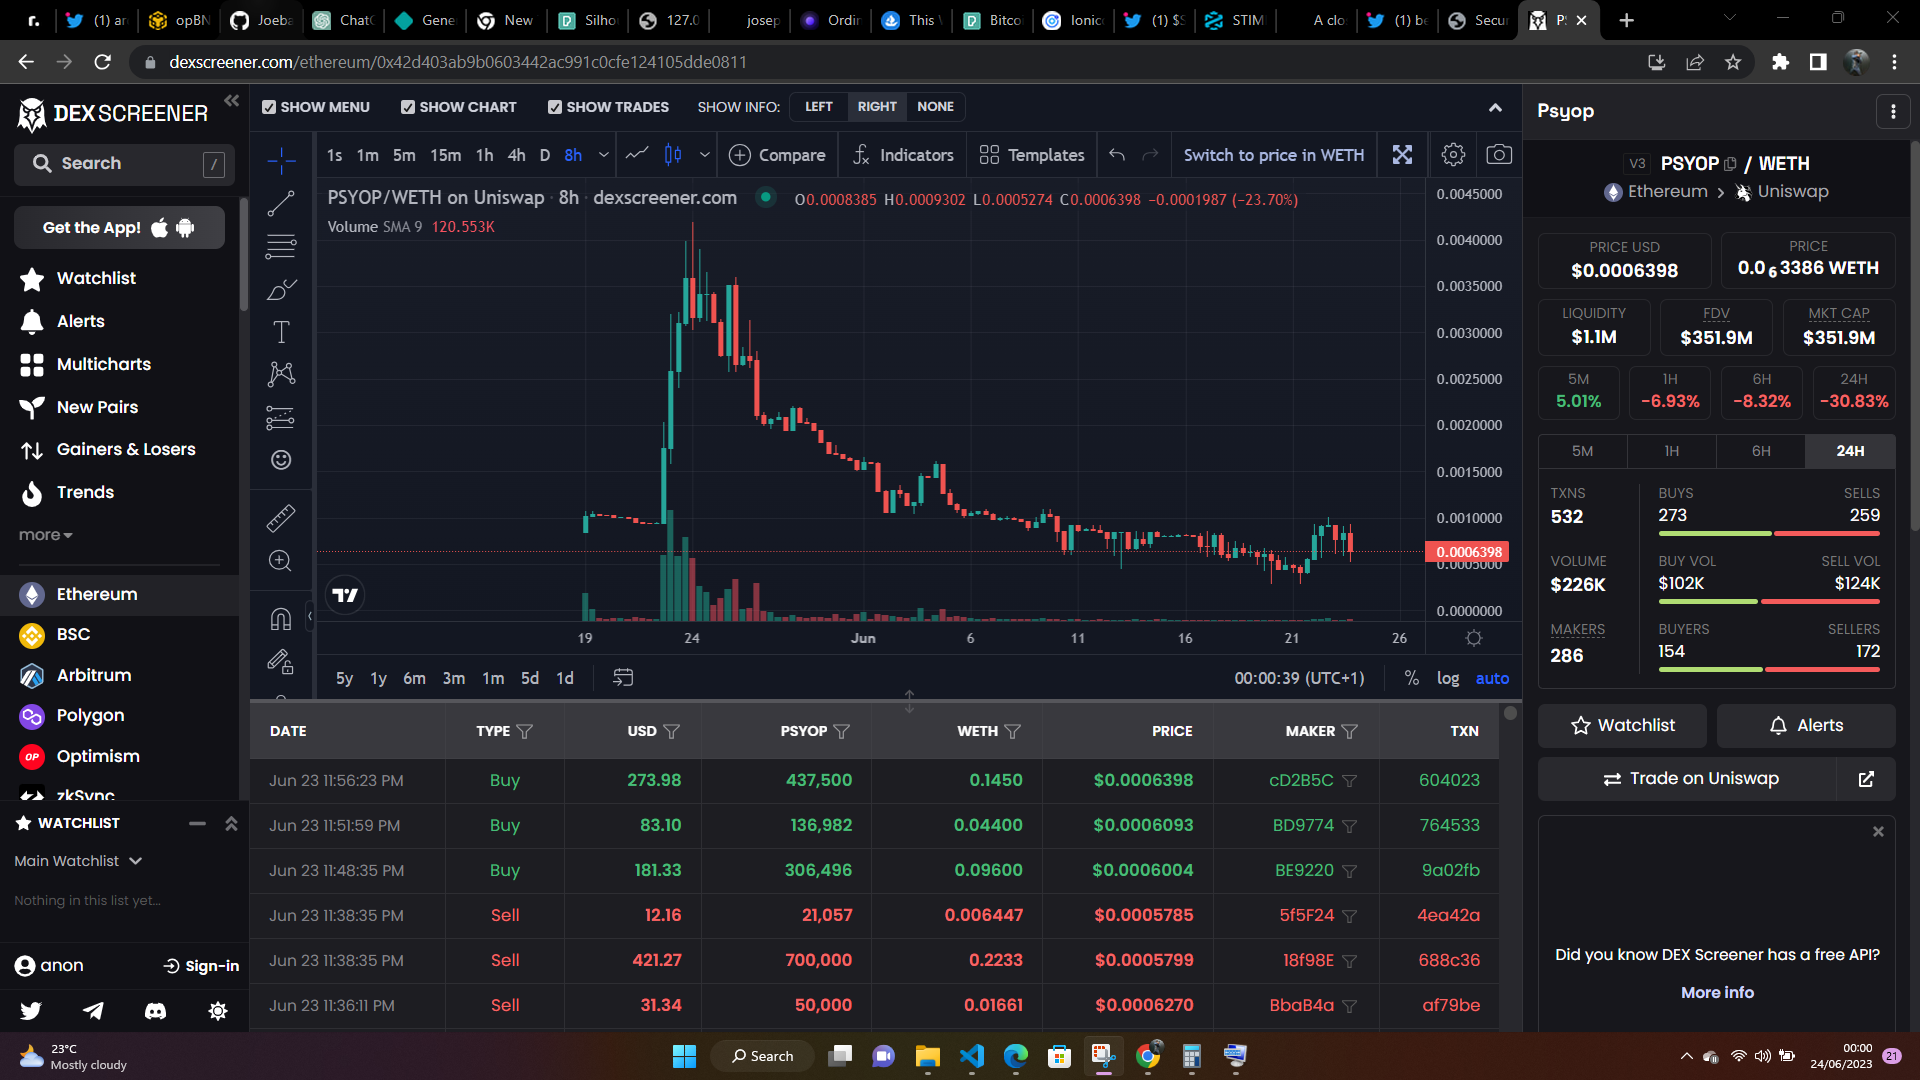 r.
(1) ar
opBN
Joeba
ChatG
Gene
New
Silho
127.0
josep
Ordin
This W
Bitco
Ionic
(1) $S
STIM
A clo
(1) be
Secur
PS
dexscreener.com/ethereum/0x42d403ab9b0603442ac991c0cfe124105dde0811
DEX SCREENER
Search
/
Get the App!
Watchlist
Alerts
Multicharts
New Pairs
Gainers & Losers
Trends
more
Ethereum
BSC
Arbitrum
Polygon
OP
Optimism
zkSync
WATCHLIST
Main Watchlist
Nothing in this list yet...
anon
Sign-in
SHOW MENU
SHOW CHART
SHOW TRADES
SHOW INFO:
LEFT
RIGHT
NONE
1s 1m 5m 15m 1h 4h D 8h
Compare
Indicators
Templates
Switch to price in WETH
PSYOP/WETH on Uniswap · 8h · dexscreener.com
O0.0008385 H0.0009302 L0.0005274 C0.0006398 −0.0001987 (−23.70%)
Volume SMA 9 120.553K
0.0045000
0.0040000
0.0035000
0.0030000
0.0025000
0.0020000
0.0015000
0.0010000
0.0006398
0.0005000
0.0000000
19 24 Jun 6 11 16 21 26
5y 1y 6m 3m 1m 5d 1d
00:00:39 (UTC+1)
% log auto
DATE TYPE USD PSYOP WETH PRICE MAKER TXN
Jun 23 11:56:23 PM Buy 273.98 437,500 0.1450 $0.0006398 cD2B5C 604023
Jun 23 11:51:59 PM Buy 83.10 136,982 0.04400 $0.0006093 BD9774 764533
Jun 23 11:48:35 PM Buy 181.33 306,496 0.09600 $0.0006004 BE9220 9a02fb
Jun 23 11:38:35 PM Sell 12.16 21,057 0.006447 $0.0005785 5f5F24 4ea42a
Jun 23 11:38:35 PM Sell 421.27 700,000 0.2233 $0.0005799 18f98E 688c36
Jun 23 11:36:11 PM Sell 31.34 50,000 0.01661 $0.0006270 BbaB4a af79be
Psyop
V3 PSYOP / WETH
Ethereum > Uniswap
PRICE USD
$0.0006398
PRICE
0.0₆3386 WETH
LIQUIDITY
$1.1M
FDV
$351.9M
MKT CAP
$351.9M
5M
5.01%
1H
-6.93%
6H
-8.32%
24H
-30.83%
5M 1H 6H 24H
TXNS
532
BUYS
273
SELLS
259
VOLUME
$226K
BUY VOL
$102K
SELL VOL
$124K
MAKERS
286
BUYERS
154
SELLERS
172
Watchlist
Alerts
Trade on Uniswap
Did you know DEX Screener has a free API?
More info
23°C
Mostly cloudy
Search
00:00
24/06/2023
21